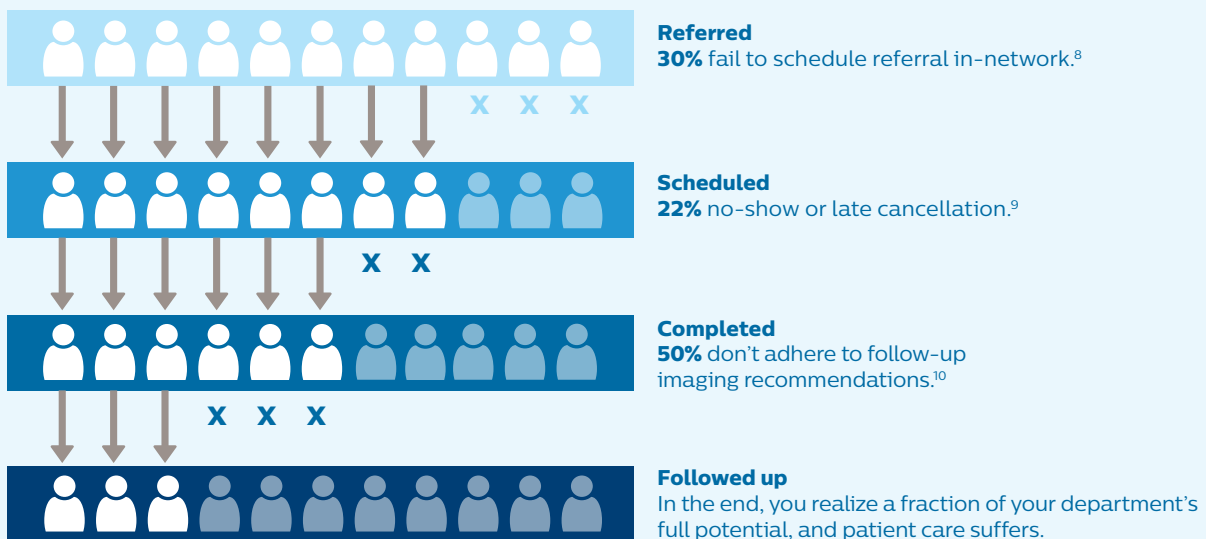 Referred
30% fail to schedule referral in-network.⁸
X X X
Scheduled
22% no-show or late cancellation.⁹
X X
Completed
50% don't adhere to follow-up
imaging recommendations.¹⁰
X X X
Followed up
In the end, you realize a fraction of your department's
full potential, and patient care suffers.